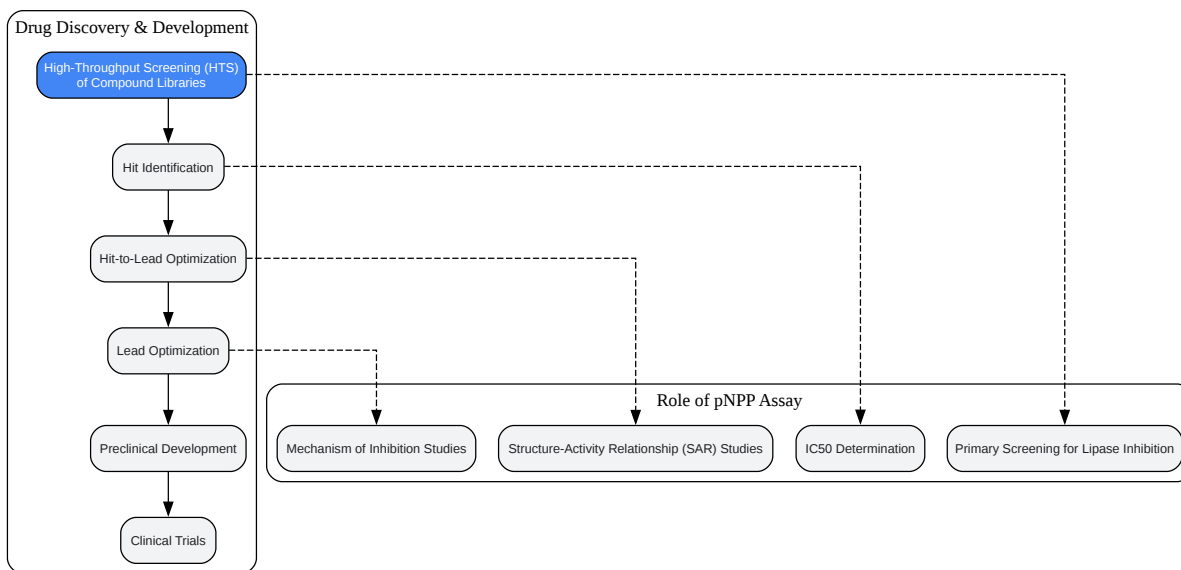 Drug Discovery & Development
High-Throughput Screening (HTS)
of Compound Libraries
Hit Identification
Hit-to-Lead Optimization
Lead Optimization
Preclinical Development
Clinical Trials
Role of pNPP Assay
Mechanism of Inhibition Studies
Structure-Activity Relationship (SAR) Studies
IC50 Determination
Primary Screening for Lipase Inhibition